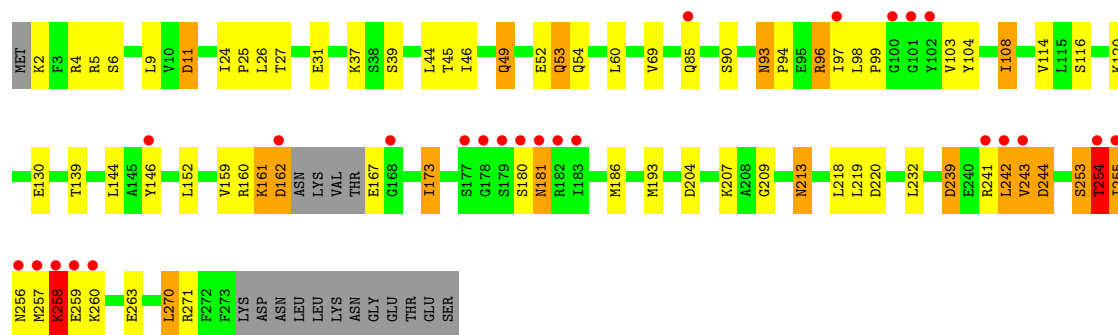 MET K2 F3 R4 R5 S6 L9 V10 D11 I24 P25 L26 T27 E31 K37 S38 S39 L44 T45 I46 Q49 E52 Q53 Q54 L60 V69 Q85 S90 N93 P94 E95 R96 I97 L98 P99 G100 G101 Y102 V103 Y104 I108 V114 L115 S116 K120
E130 T139 L144 A145 Y146 L152 V159 R160 K161 D162 ASN LYS VAL THR E167 G168 I173 S177 G178 S179 S180 N181 R182 I183 M186 M193 D204 K207 A208 G209 N213 L218 L219 D220 L232 D239 E240 R241 L242 V243 D244 S253 T254 I255
N256 M257 K258 E259 K260 E263 L270 R271 F272 F273 LYS ASP ASN LEU LEU LYS ASN GLY GLU THR GLU SER